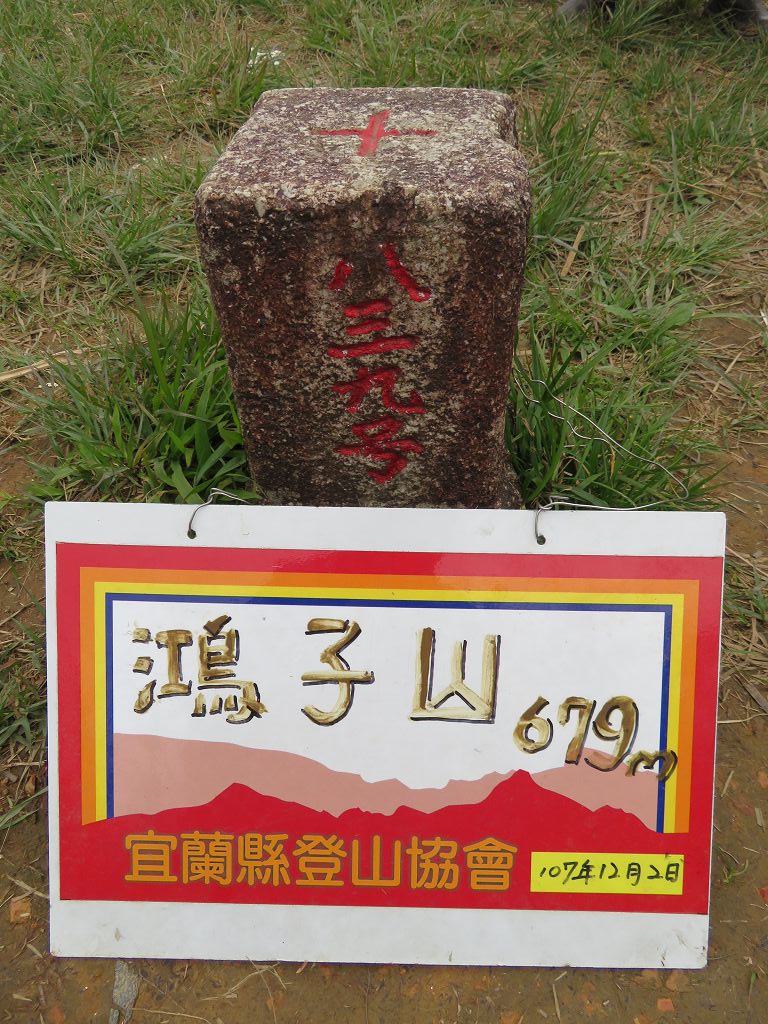 十
八三九号
鴻子山 679m
宜蘭縣登山協會
107年12月2日